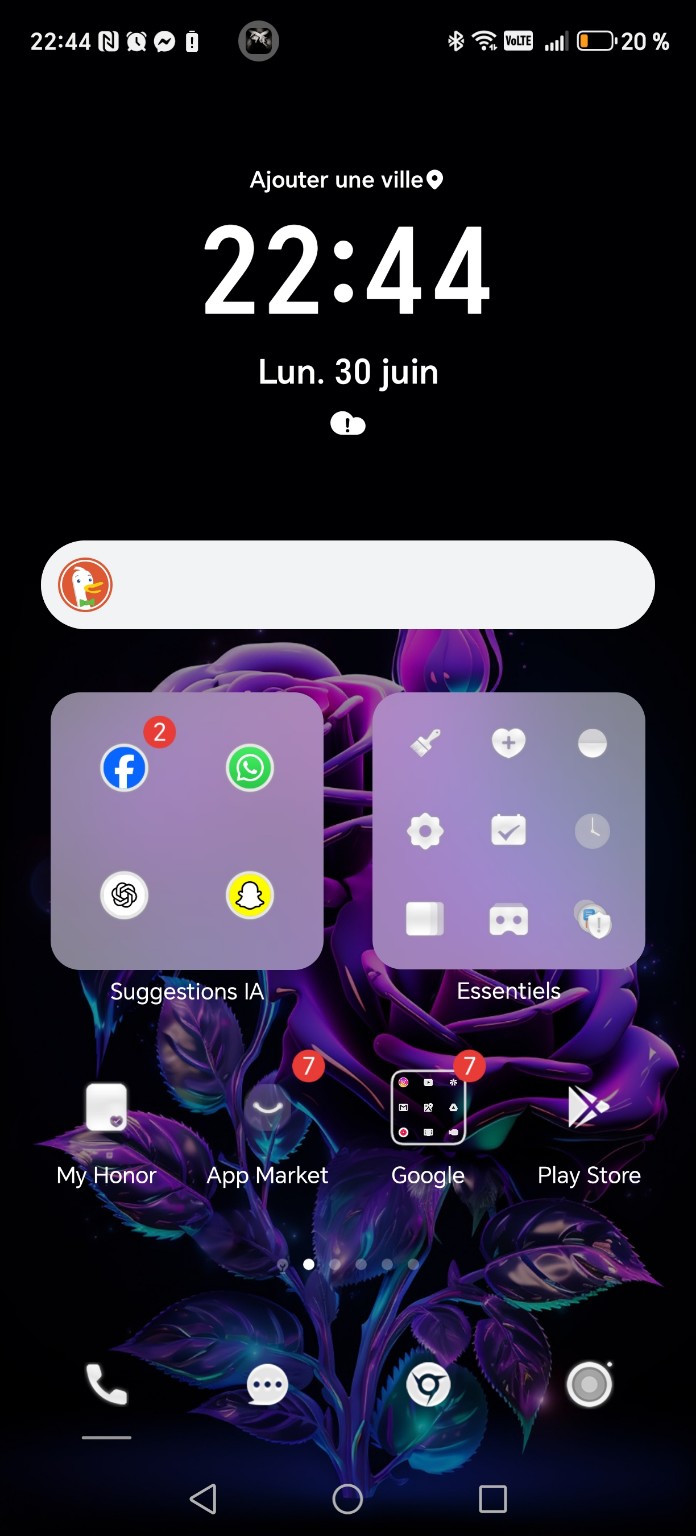 22:44 VoLTE 20 %
Ajouter une ville
22:44
Lun. 30 juin
2
Suggestions IA Essentiels
7 7
My Honor App Market Google Play Store